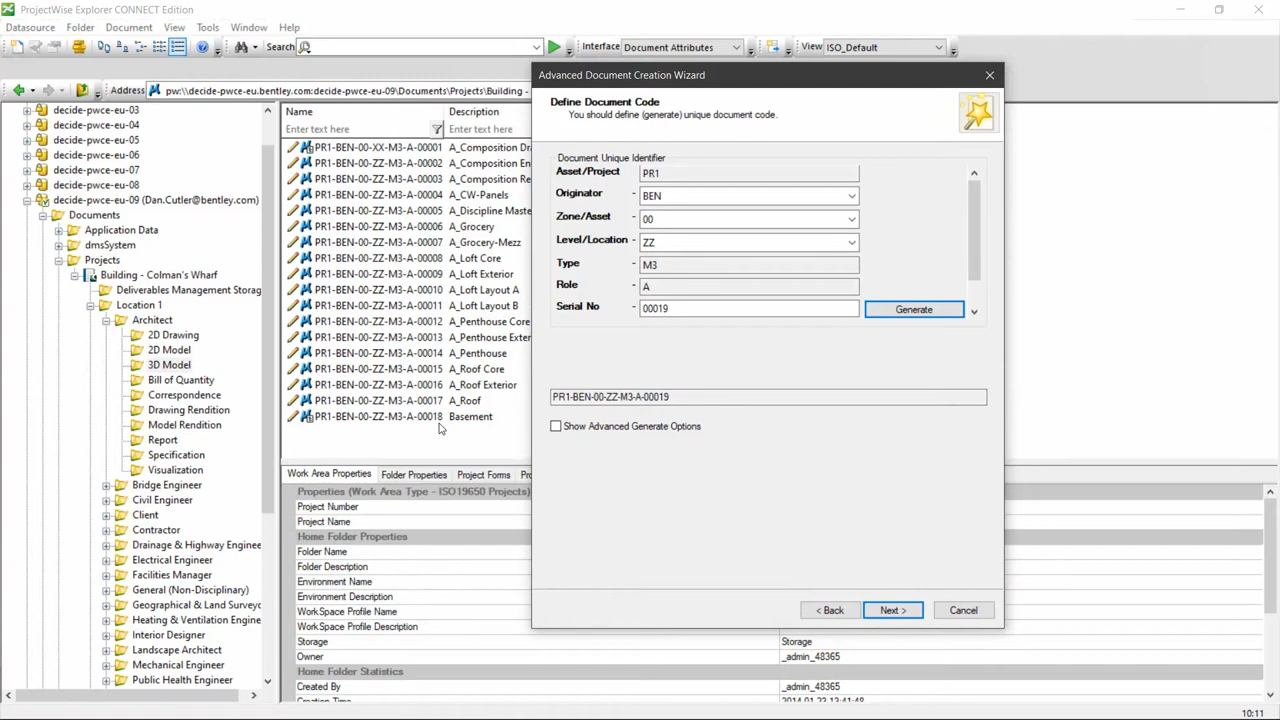 ProjectWise Explorer CONNECT Edition
Datasource Folder Document View Tools Window Help
Search Interface Document Attributes View ISO_Default
Address pw:\\decide-pwce-eu.bentley.com:decide-pwce-eu-09\Documents\Projects\Building -
decide-pwce-eu-03
decide-pwce-eu-04
decide-pwce-eu-05
decide-pwce-eu-06
decide-pwce-eu-07
decide-pwce-eu-08
decide-pwce-eu-09 (Dan.Cutler@bentley.com)
Documents
Application Data
dmsSystem
Projects
Building - Colman's Wharf
Deliverables Management Storag
Location 1
Architect
2D Drawing
2D Model
3D Model
Bill of Quantity
Correspondence
Drawing Rendition
Model Rendition
Report
Specification
Visualization
Bridge Engineer
Civil Engineer
Client
Contractor
Drainage & Highway Enginee
Electrical Engineer
Facilities Manager
General (Non-Disciplinary)
Geographical & Land Surveyo
Heating & Ventilation Engine
Interior Designer
Landscape Architect
Mechanical Engineer
Public Health Engineer
Name Description
Enter text here Enter text here
PR1-BEN-00-XX-M3-A-00001 A_Composition Dra
PR1-BEN-00-ZZ-M3-A-00002 A_Composition En
PR1-BEN-00-ZZ-M3-A-00003 A_Composition Re
PR1-BEN-00-ZZ-M3-A-00004 A_CW-Panels
PR1-BEN-00-ZZ-M3-A-00005 A_Discipline Maste
PR1-BEN-00-ZZ-M3-A-00006 A_Grocery
PR1-BEN-00-ZZ-M3-A-00007 A_Grocery-Mezz
PR1-BEN-00-ZZ-M3-A-00008 A_Loft Core
PR1-BEN-00-ZZ-M3-A-00009 A_Loft Exterior
PR1-BEN-00-ZZ-M3-A-00010 A_Loft Layout A
PR1-BEN-00-ZZ-M3-A-00011 A_Loft Layout B
PR1-BEN-00-ZZ-M3-A-00012 A_Penthouse Core
PR1-BEN-00-ZZ-M3-A-00013 A_Penthouse Exter
PR1-BEN-00-ZZ-M3-A-00014 A_Penthouse
PR1-BEN-00-ZZ-M3-A-00015 A_Roof Core
PR1-BEN-00-ZZ-M3-A-00016 A_Roof Exterior
PR1-BEN-00-ZZ-M3-A-00017 A_Roof
PR1-BEN-00-ZZ-M3-A-00018 Basement
Work Area Properties Folder Properties Project Forms Pro
Properties (Work Area Type - ISO19650 Projects)
Project Number
Project Name
Home Folder Properties
Folder Name
Folder Description
Environment Name
Environment Description
WorkSpace Profile Name
WorkSpace Profile Description
Storage Storage
Owner _admin_48365
Home Folder Statistics
Created By _admin_48365
Creation Time 2014.01.23 13:41:48
Advanced Document Creation Wizard
Define Document Code
You should define (generate) unique document code.
Document Unique Identifier
Asset/Project PR1
Originator - BEN
Zone/Asset - 00
Level/Location - ZZ
Type - M3
Role - A
Serial No - 00019 Generate
PR1-BEN-00-ZZ-M3-A-00019
Show Advanced Generate Options
< Back Next > Cancel
10:11